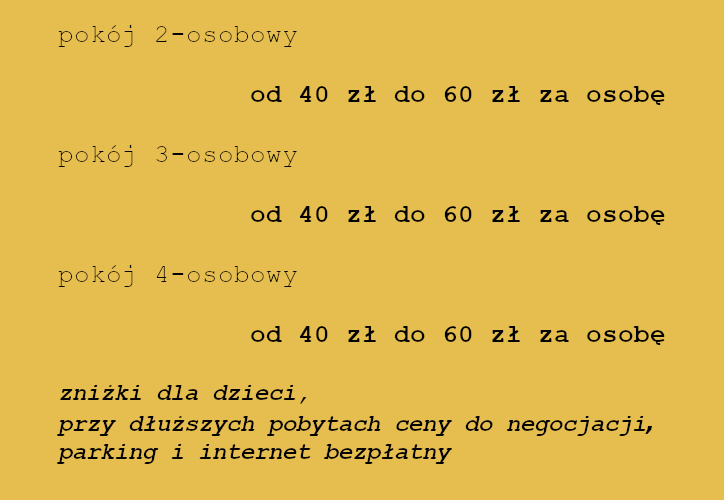 pokój 2-osobowy
od 40 zł do 60 zł za osobę
pokój 3-osobowy
od 40 zł do 60 zł za osobę
pokój 4-osobowy
od 40 zł do 60 zł za osobę
zniżki dla dzieci,
przy dłuższych pobytach ceny do negocjacji,
parking i internet bezpłatny